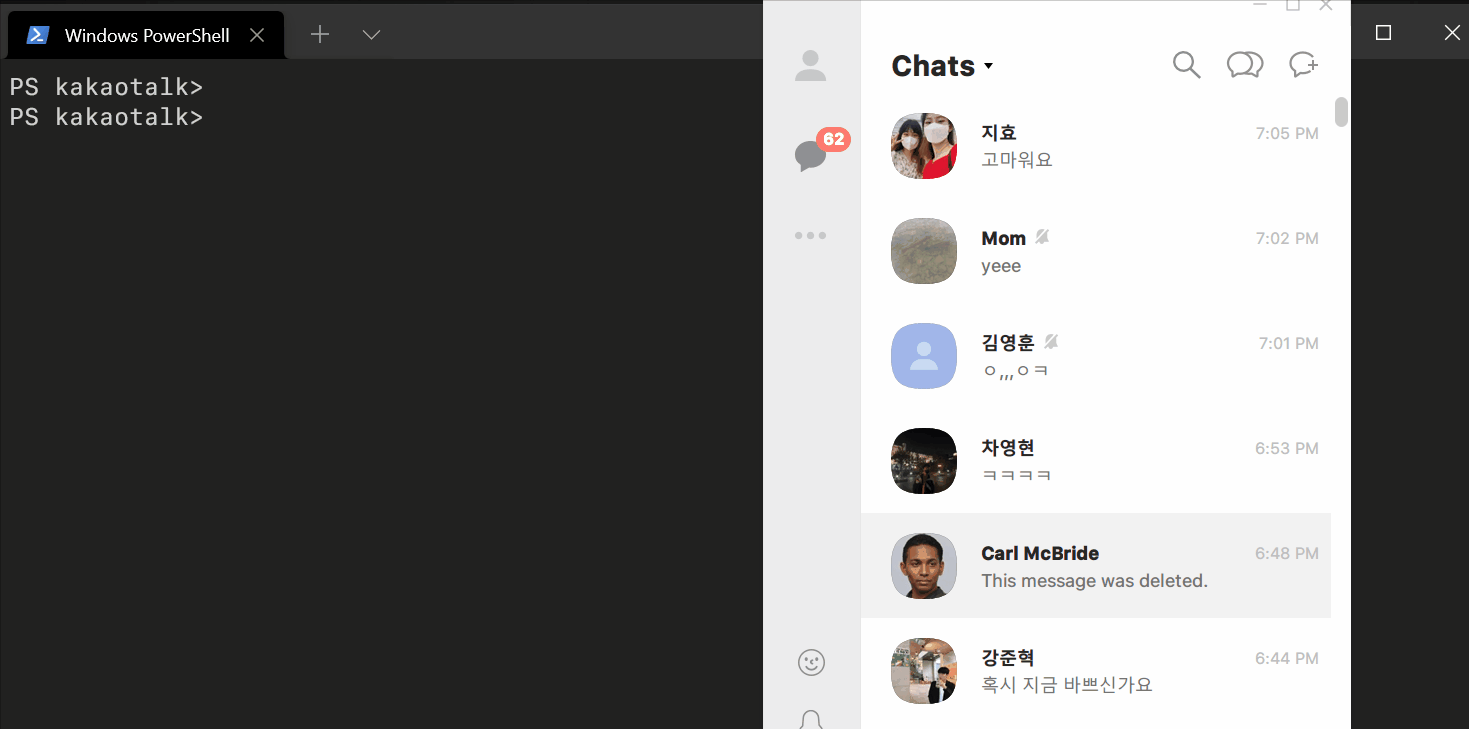 Windows PowerShell
PS kakaotalk>
PS kakaotalk>
62
Chats
지효
7:05 PM
고마워요
Mom
7:02 PM
yeee
김영훈
7:01 PM
ㅇ,,,ㅇㅋ
차영현
6:53 PM
ㅋㅋㅋㅋ
Carl McBride
6:48 PM
This message was deleted.
강준혁
6:44 PM
혹시 지금 바쁘신가요